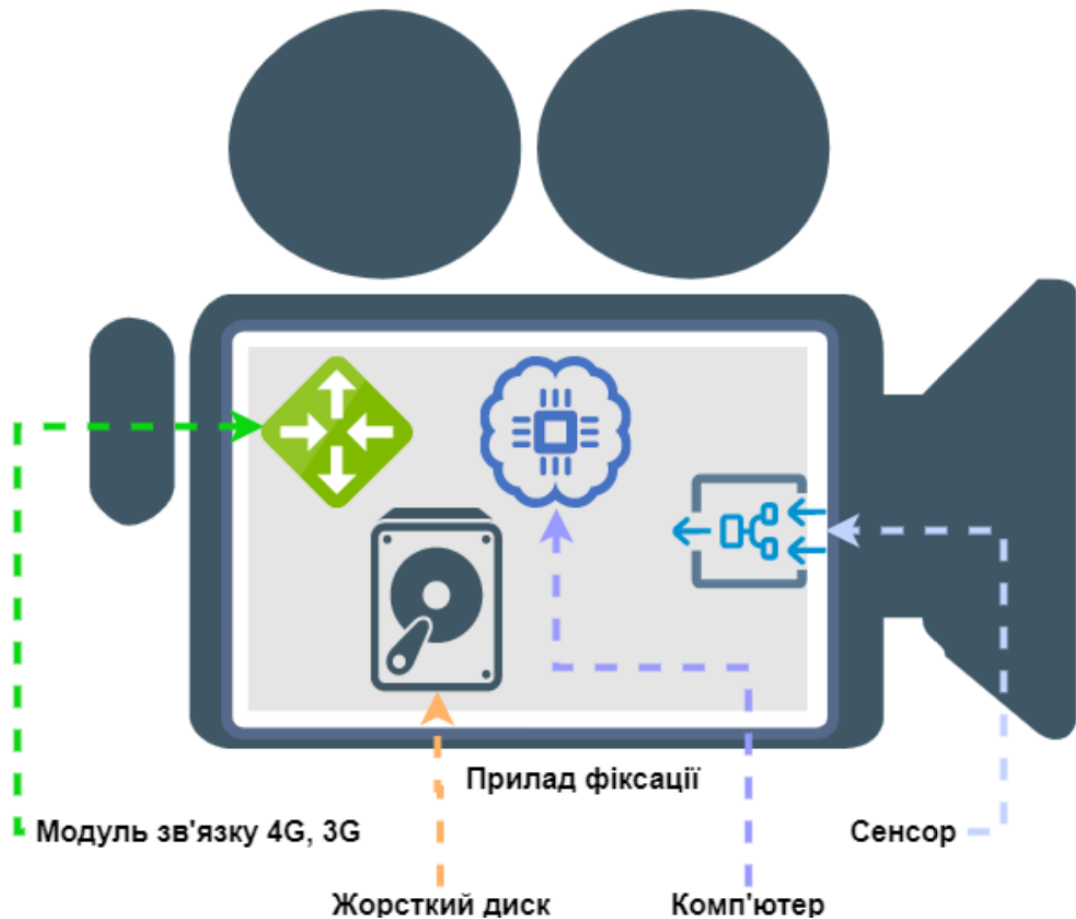 Прилад фіксації
Модуль зв'язку 4G, 3G
Сенсор
Жорсткий диск
Комп'ютер